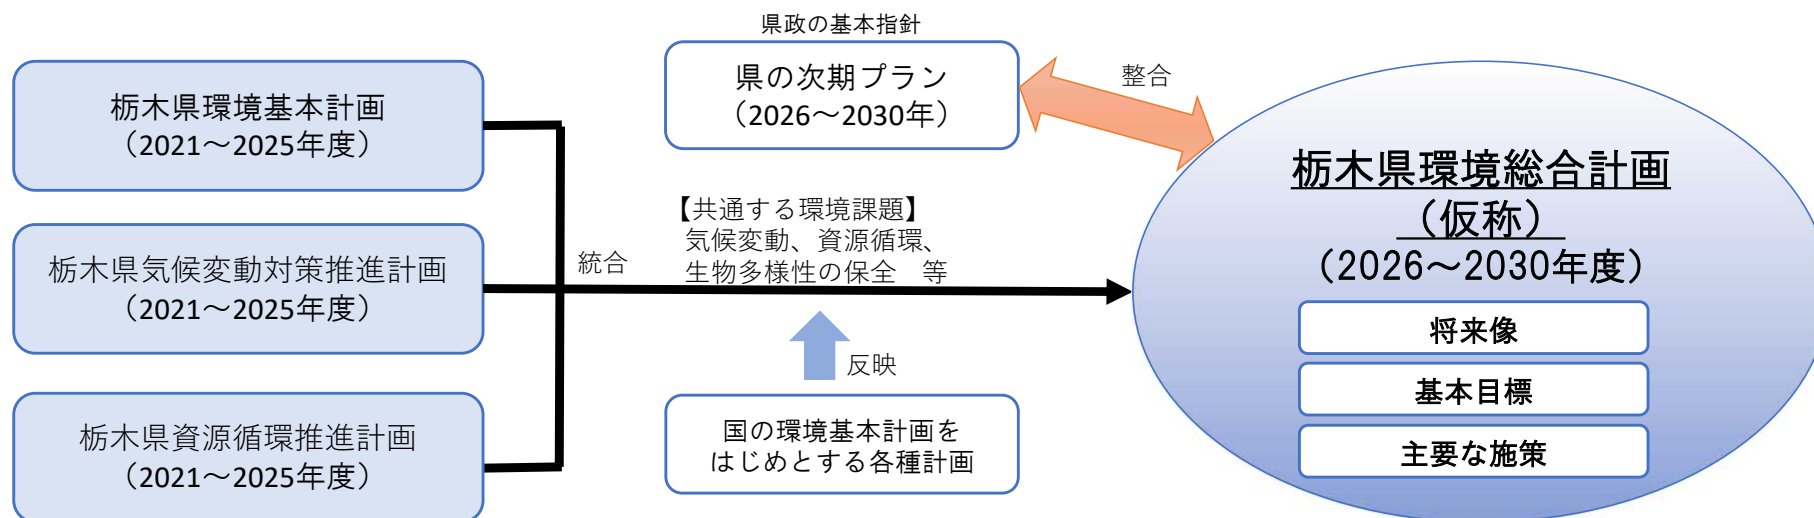 栃木県環境基本計画
（2021～2025年度）
栃木県気候変動対策推進計画
（2021～2025年度）
栃木県資源循環推進計画
（2021～2025年度）
統合
県政の基本指針
県の次期プラン
（2026～2030年）
整合
【共通する環境課題】
気候変動、資源循環、
生物多様性の保全　等
反映
国の環境基本計画を
はじめとする各種計画
栃木県環境総合計画
（仮称）
（2026～2030年度）
将来像
基本目標
主要な施策